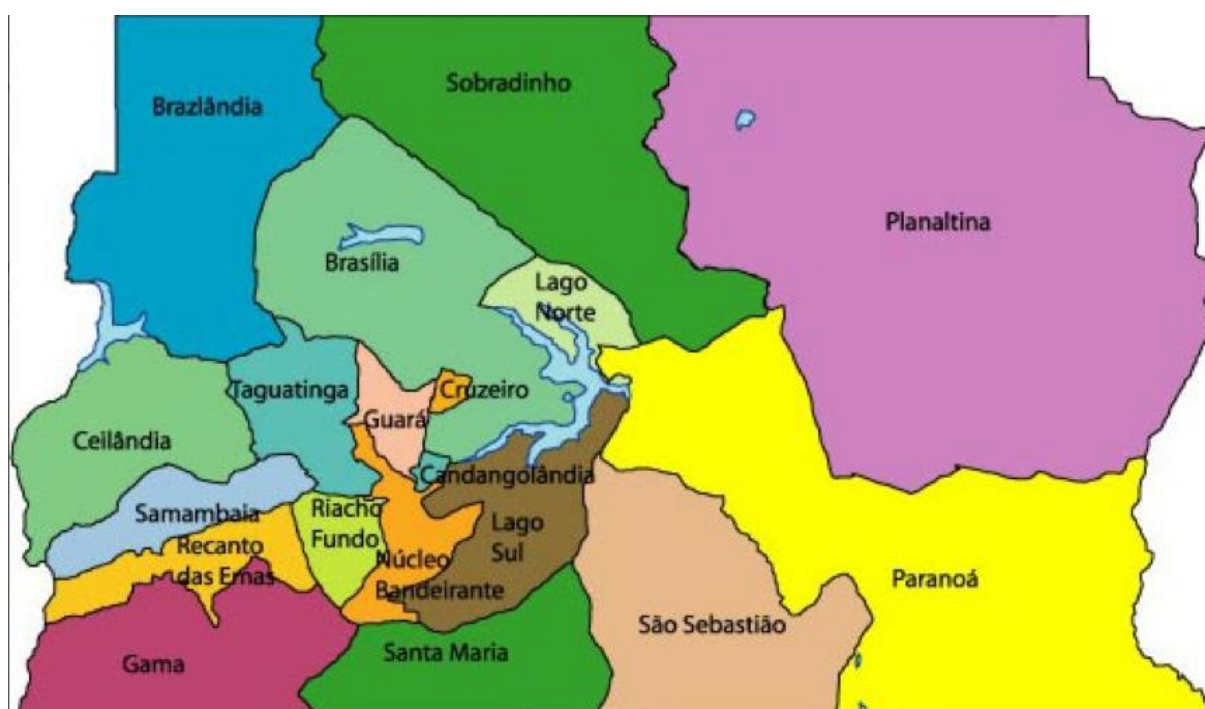 Sobradinho
Brazlândia
Planaltina
Brasília
Lago
Norte
Taguatinga
Cruzeiro
Guará
Ceilândia
Candangolândia
Samambaia
Riacho
Fundo
Lago
Sul
Recanto
das Emas
Núcleo
Bandeirante
Paranoá
São Sebastião
Santa Maria
Gama